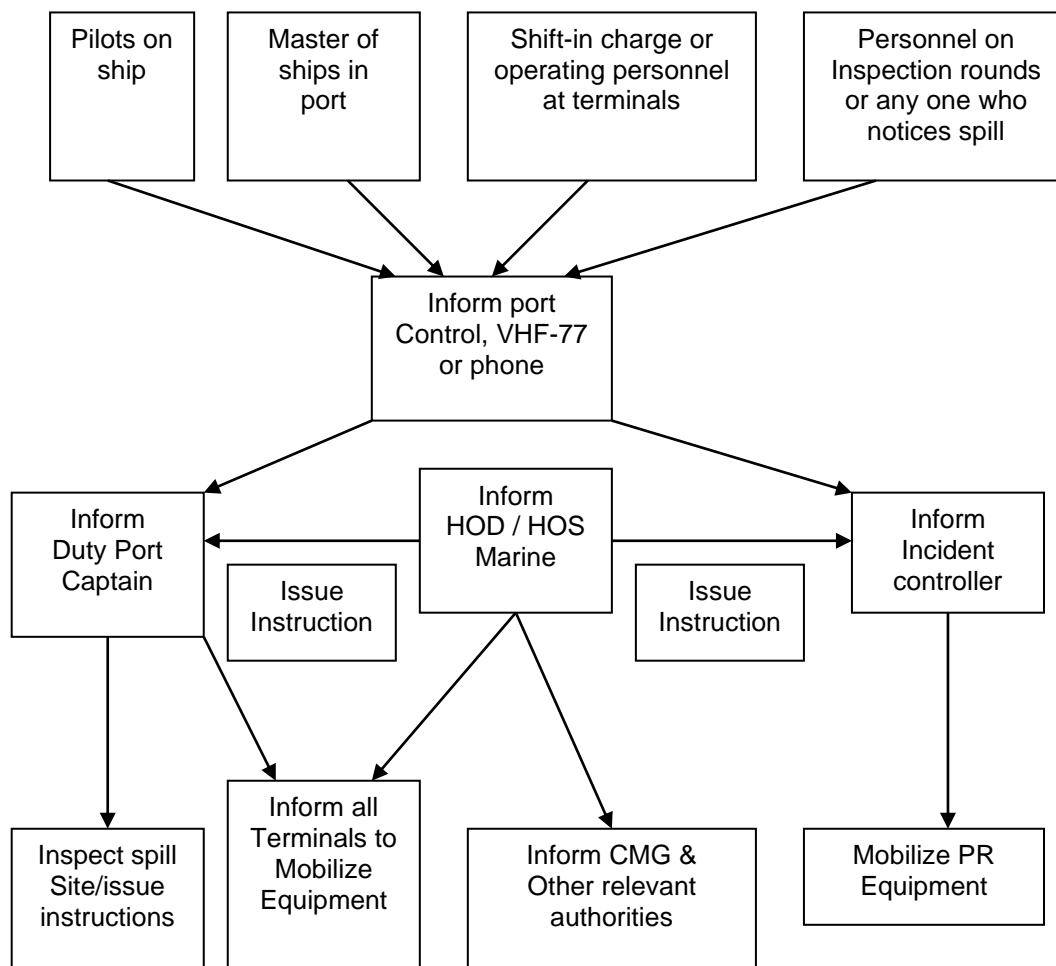 Pilots on
ship
Master of
ships in
port
Shift-in charge or
operating personnel
at terminals
Personnel on
Inspection rounds
or any one who
notices spill
Inform port
Control, VHF-77
or phone
Inform
Duty Port
Captain
Inform
HOD / HOS
Marine
Inform
Incident
controller
Issue
Instruction
Issue
Instruction
Inspect spill
Site/issue
instructions
Inform all
Terminals to
Mobilize
Equipment
Inform CMG &
Other relevant
authorities
Mobilize PR
Equipment